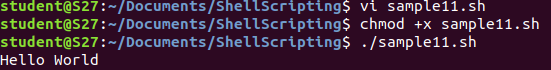 student@S27:~/Documents/ShellScripting$ vi sample11.sh
student@S27:~/Documents/ShellScripting$ chmod +x sample11.sh
student@S27:~/Documents/ShellScripting$ ./sample11.sh
Hello World